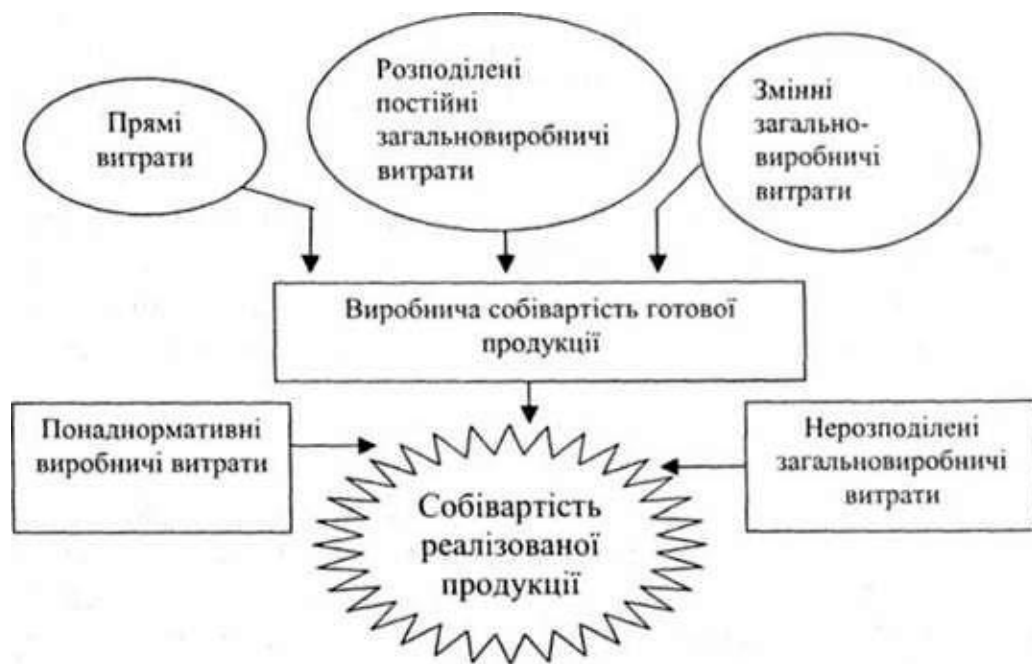 Прямі
витрати
Розподілені
постійні
загальновиробничі
витрати
Змінні
загально-
виробничі
витрати
Виробнича собівартість готової
продукції
Понаднормативні
виробничі витрати
Нерозподілені
загальновиробничі
витрати
Собівартість
реалізованої
продукції